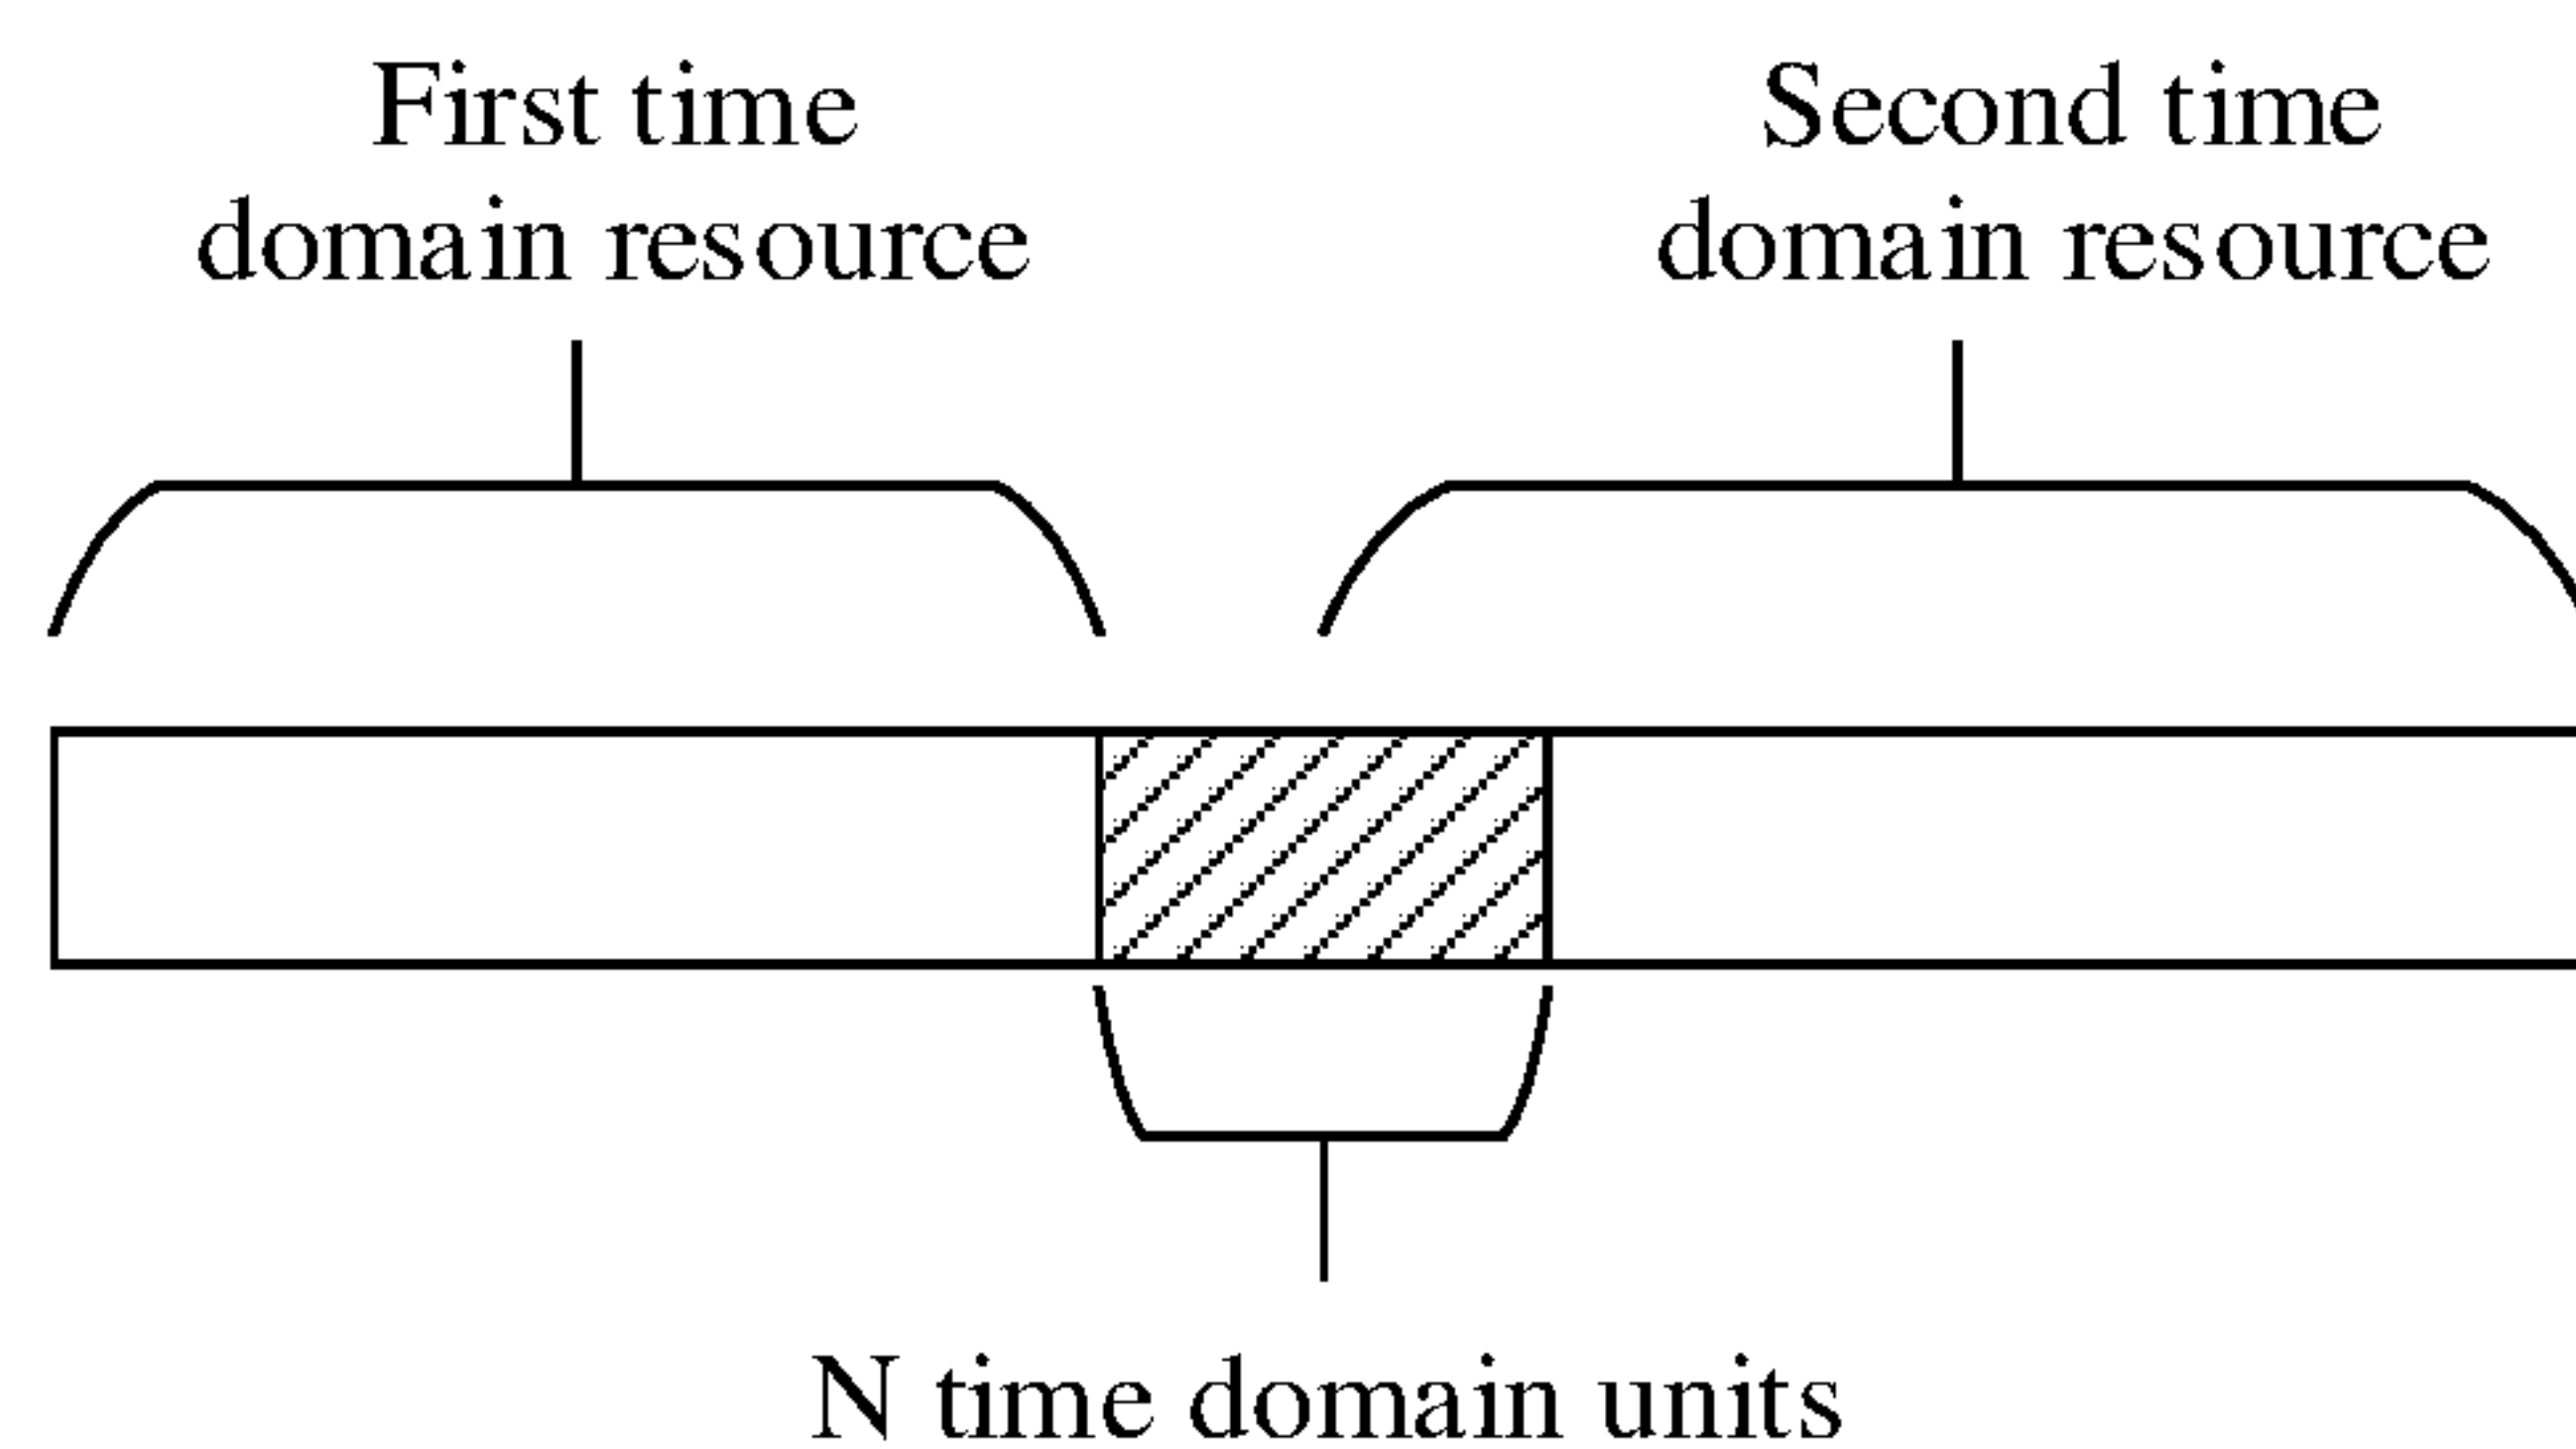 First time
domain resource
Second time
domain resource
N time domain units